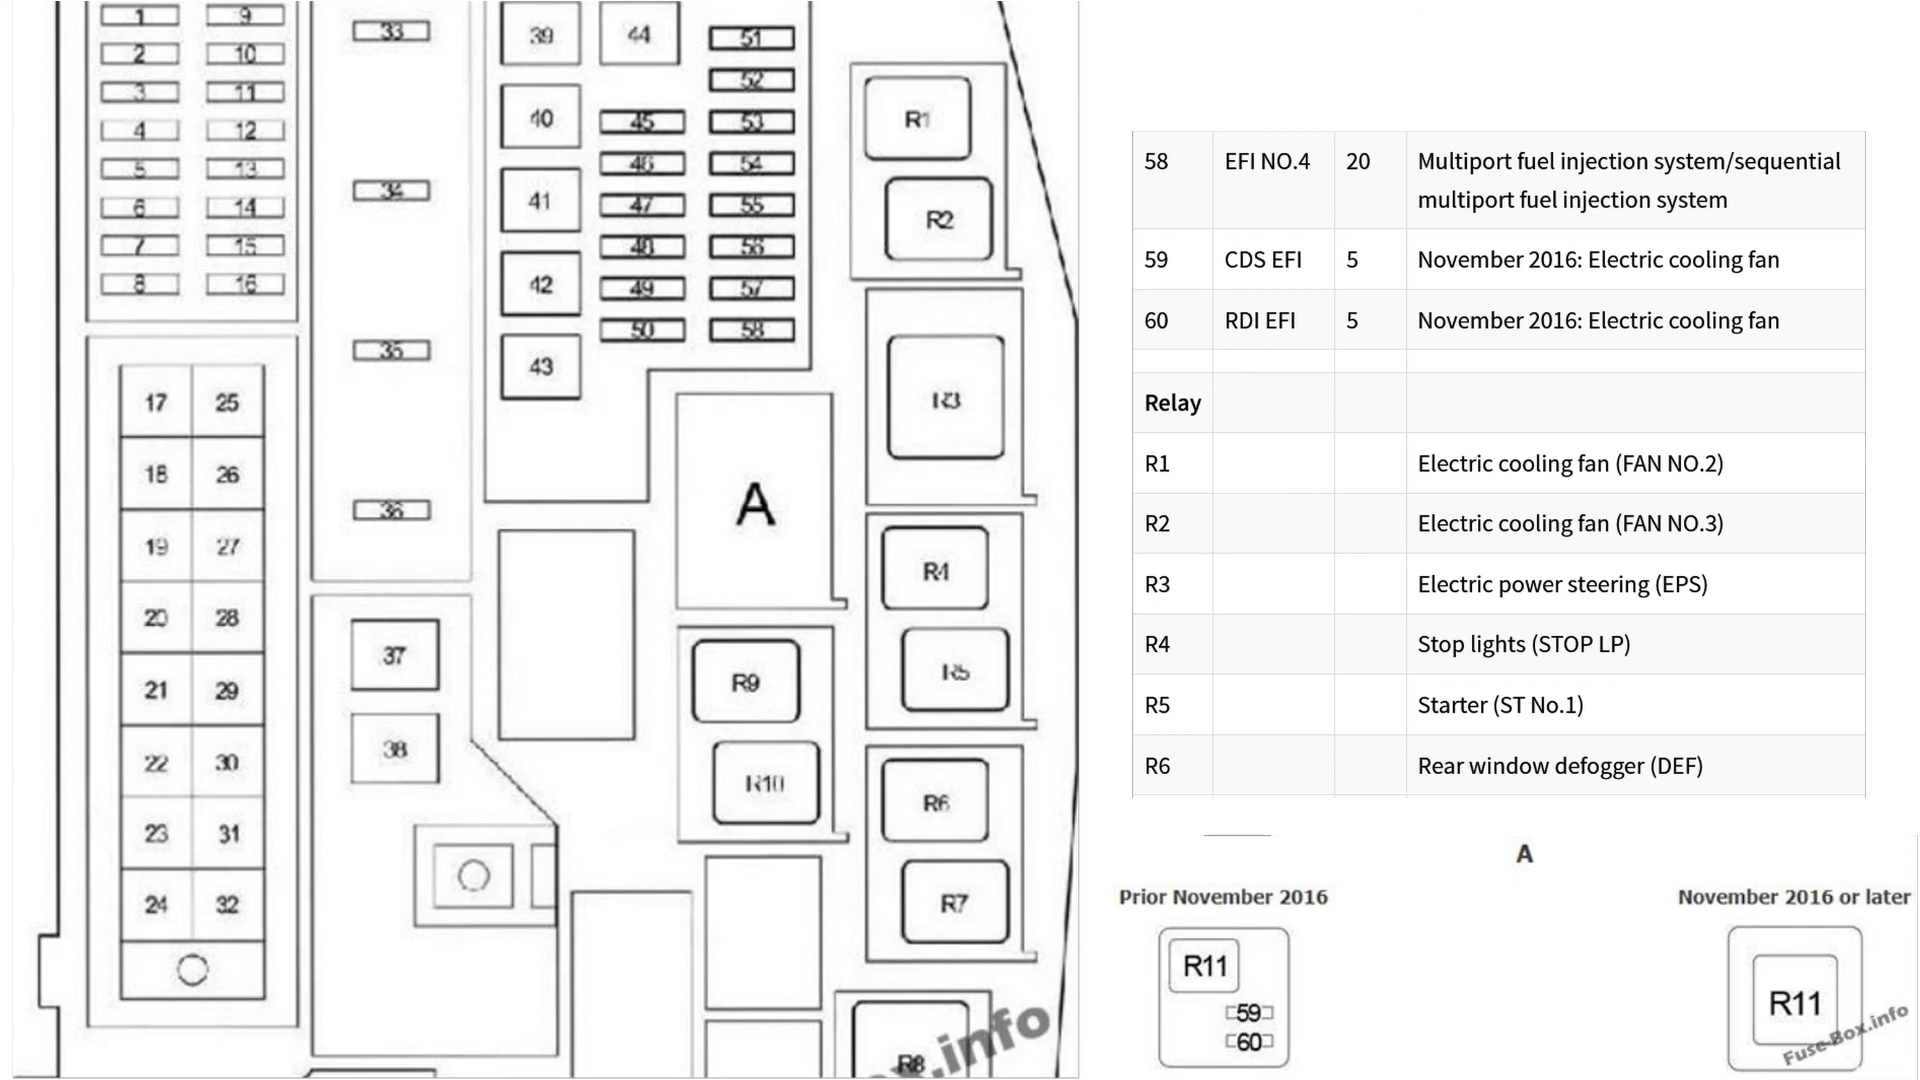 1 9
2 10
3 11
4 12
5 13
6 14
7 15
8 16
17 25
18 26
19 27
20 28
21 29
22 30
23 31
24 32
33
34
35
36
37
38
39 44
40
41
42
43
45
46
47
48
49
50
51
52
53
54
55
56
57
58
A
R1
R2
R3
R4
R5
R9
R10
R6
R7
R8
ox.info
58 EFI NO.4 20 Multiport fuel injection system/sequential
multiport fuel injection system
59 CDS EFI 5 November 2016: Electric cooling fan
60 RDI EFI 5 November 2016: Electric cooling fan
Relay
R1 Electric cooling fan (FAN NO.2)
R2 Electric cooling fan (FAN NO.3)
R3 Electric power steering (EPS)
R4 Stop lights (STOP LP)
R5 Starter (ST No.1)
R6 Rear window defogger (DEF)
A
Prior November 2016
R11
59
60
November 2016 or later
R11
Fuse-Box.info